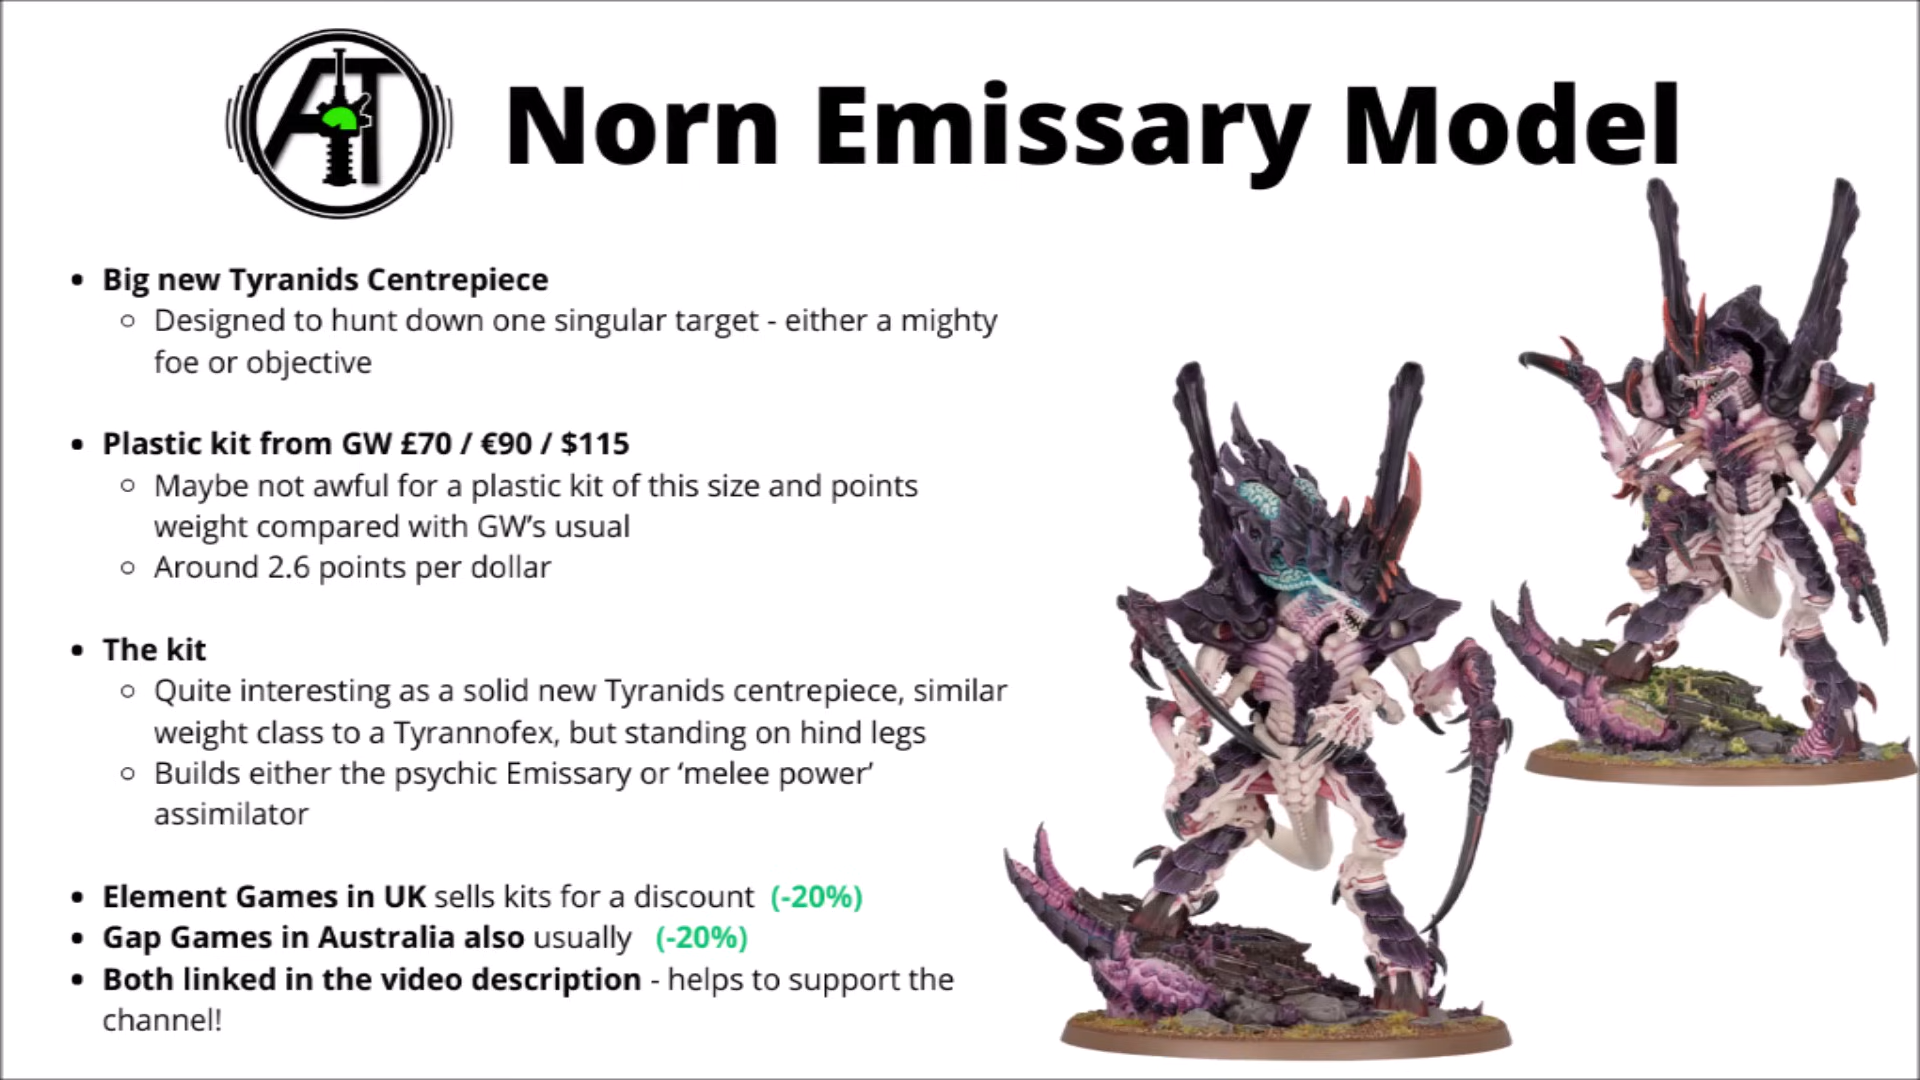 AT
Norn Emissary Model
• Big new Tyranids Centrepiece
○ Designed to hunt down one singular target - either a mighty
foe or objective
• Plastic kit from GW £70 / €90 / $115
○ Maybe not awful for a plastic kit of this size and points
weight compared with GW’s usual
○ Around 2.6 points per dollar
• The kit
○ Quite interesting as a solid new Tyranids centrepiece, similar
weight class to a Tyrannofex, but standing on hind legs
○ Builds either the psychic Emissary or ‘melee power’
assimilator
• Element Games in UK sells kits for a discount (-20%)
• Gap Games in Australia also usually (-20%)
• Both linked in the video description - helps to support the
channel!